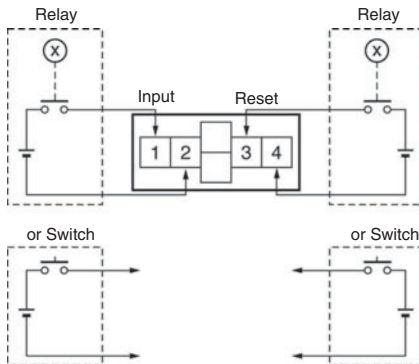 Relay Relay
X X
Input Reset
1 2 3 4
or Switch or Switch